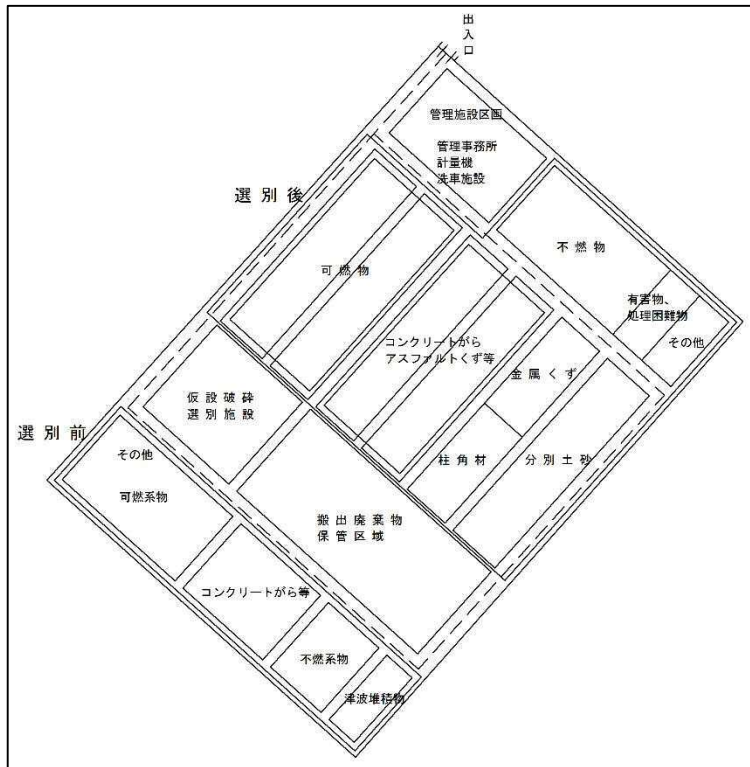 出入口
管理施設区画
管理事務所
計量機
洗車施設
選別後
不燃物
可燃物
有害物、
処理困難物
その他
コンクリートがら
アスファルトくず等
金属くず
仮設破砕
選別施設
選別前
その他
可燃系物
柱角材
分別土砂
搬出廃棄物
保管区域
コンクリートがら等
不燃系物
津波堆積物